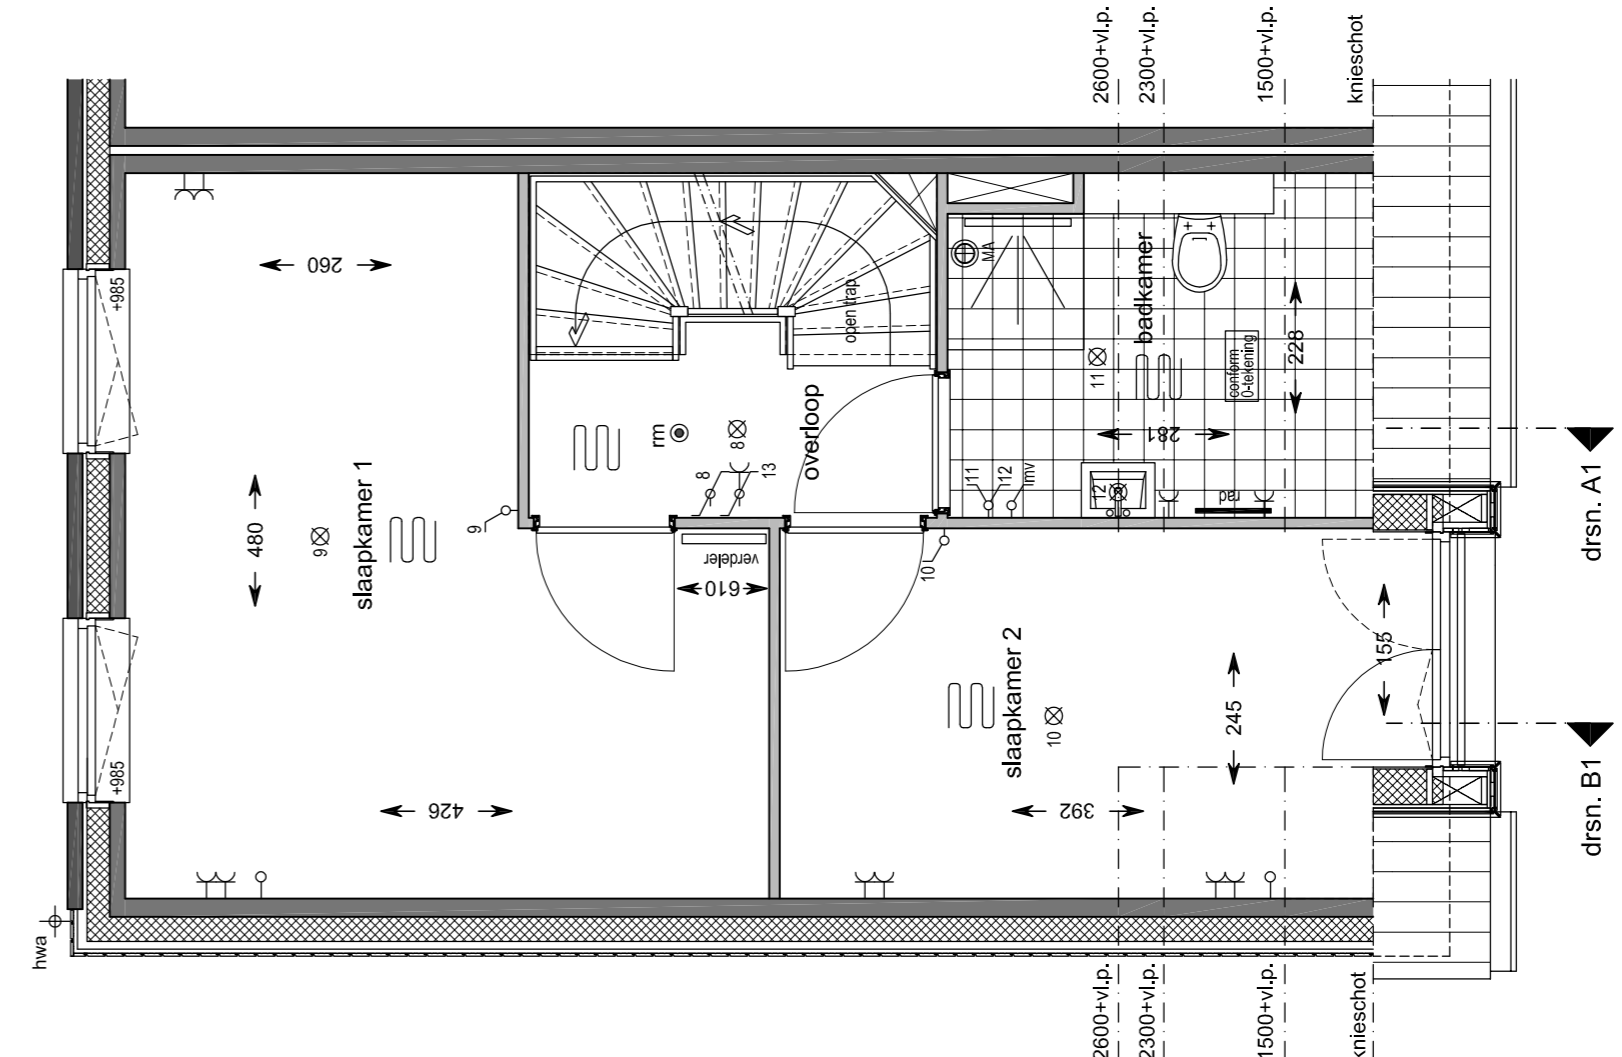 2600+vl.p.
2300+vl.p.
1500+vl.p.
knieschot
+985
260
open trap
MA
badkamer
conform
0-tekening
228
11
281
rm
8
8
13
overloop
11
12
mv
12
rad
480
9
slaapkamer 1
9
verdeler
610
10
+985
426
slaapkamer 2
10
245
392
155
drsn. A1
drsn. B1
hwa
2600+vl.p.
2300+vl.p.
1500+vl.p.
knieschot